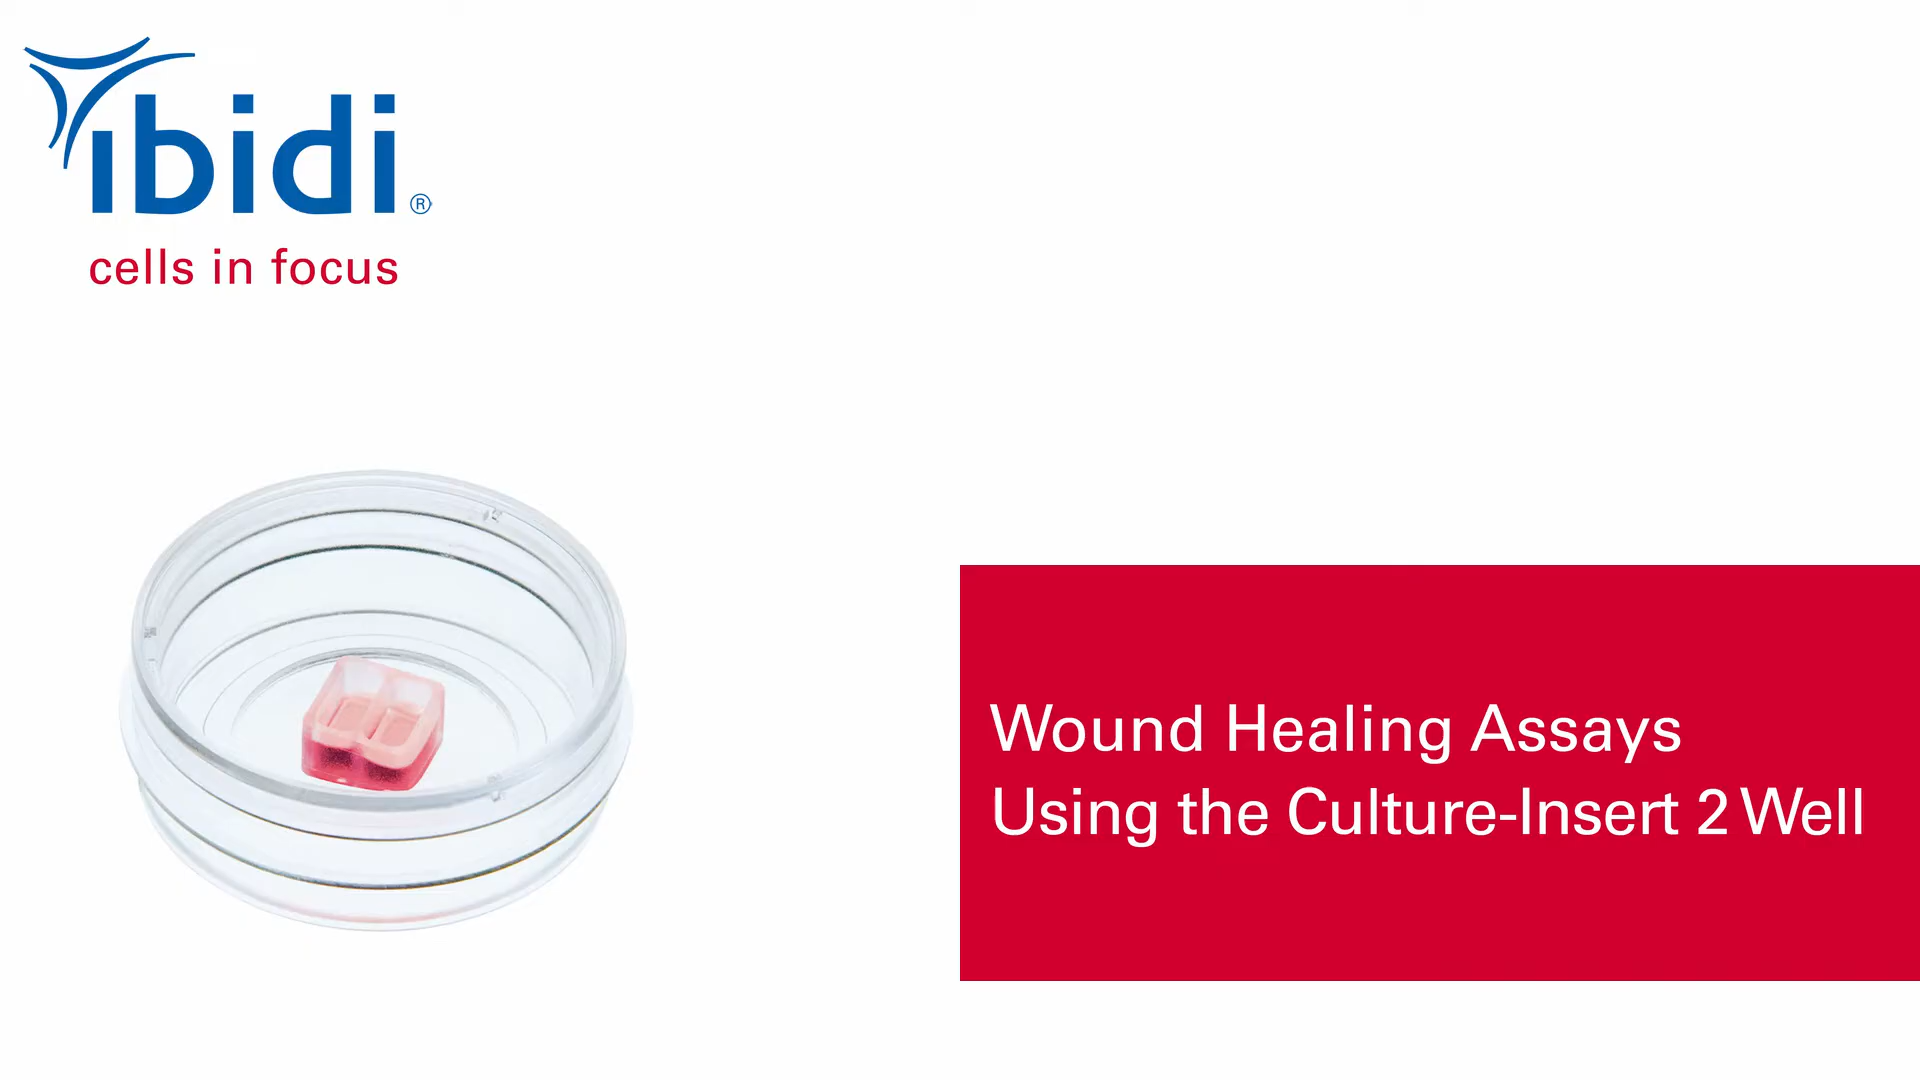 ibidi®
cells in focus
Wound Healing Assays
Using the Culture-Insert 2 Well